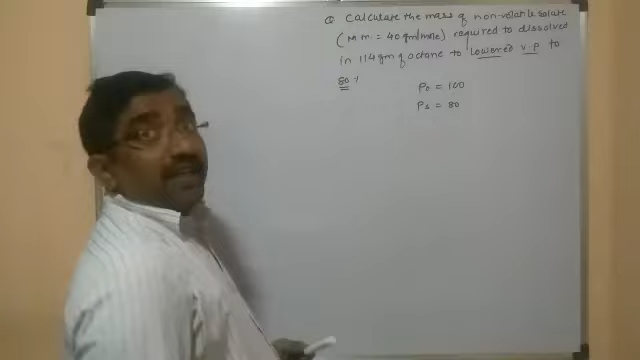 Q Calculate the mass of non-volatile solute
(Mm = 40 gm/mole) required to dissolved
in 114 gm of octane to lowered v.p to
80 %
Po = 100
Ps = 80